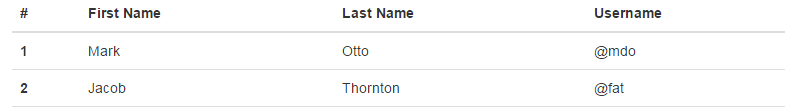 # First Name Last Name Username
1 Mark Otto @mdo
2 Jacob Thornton @fat